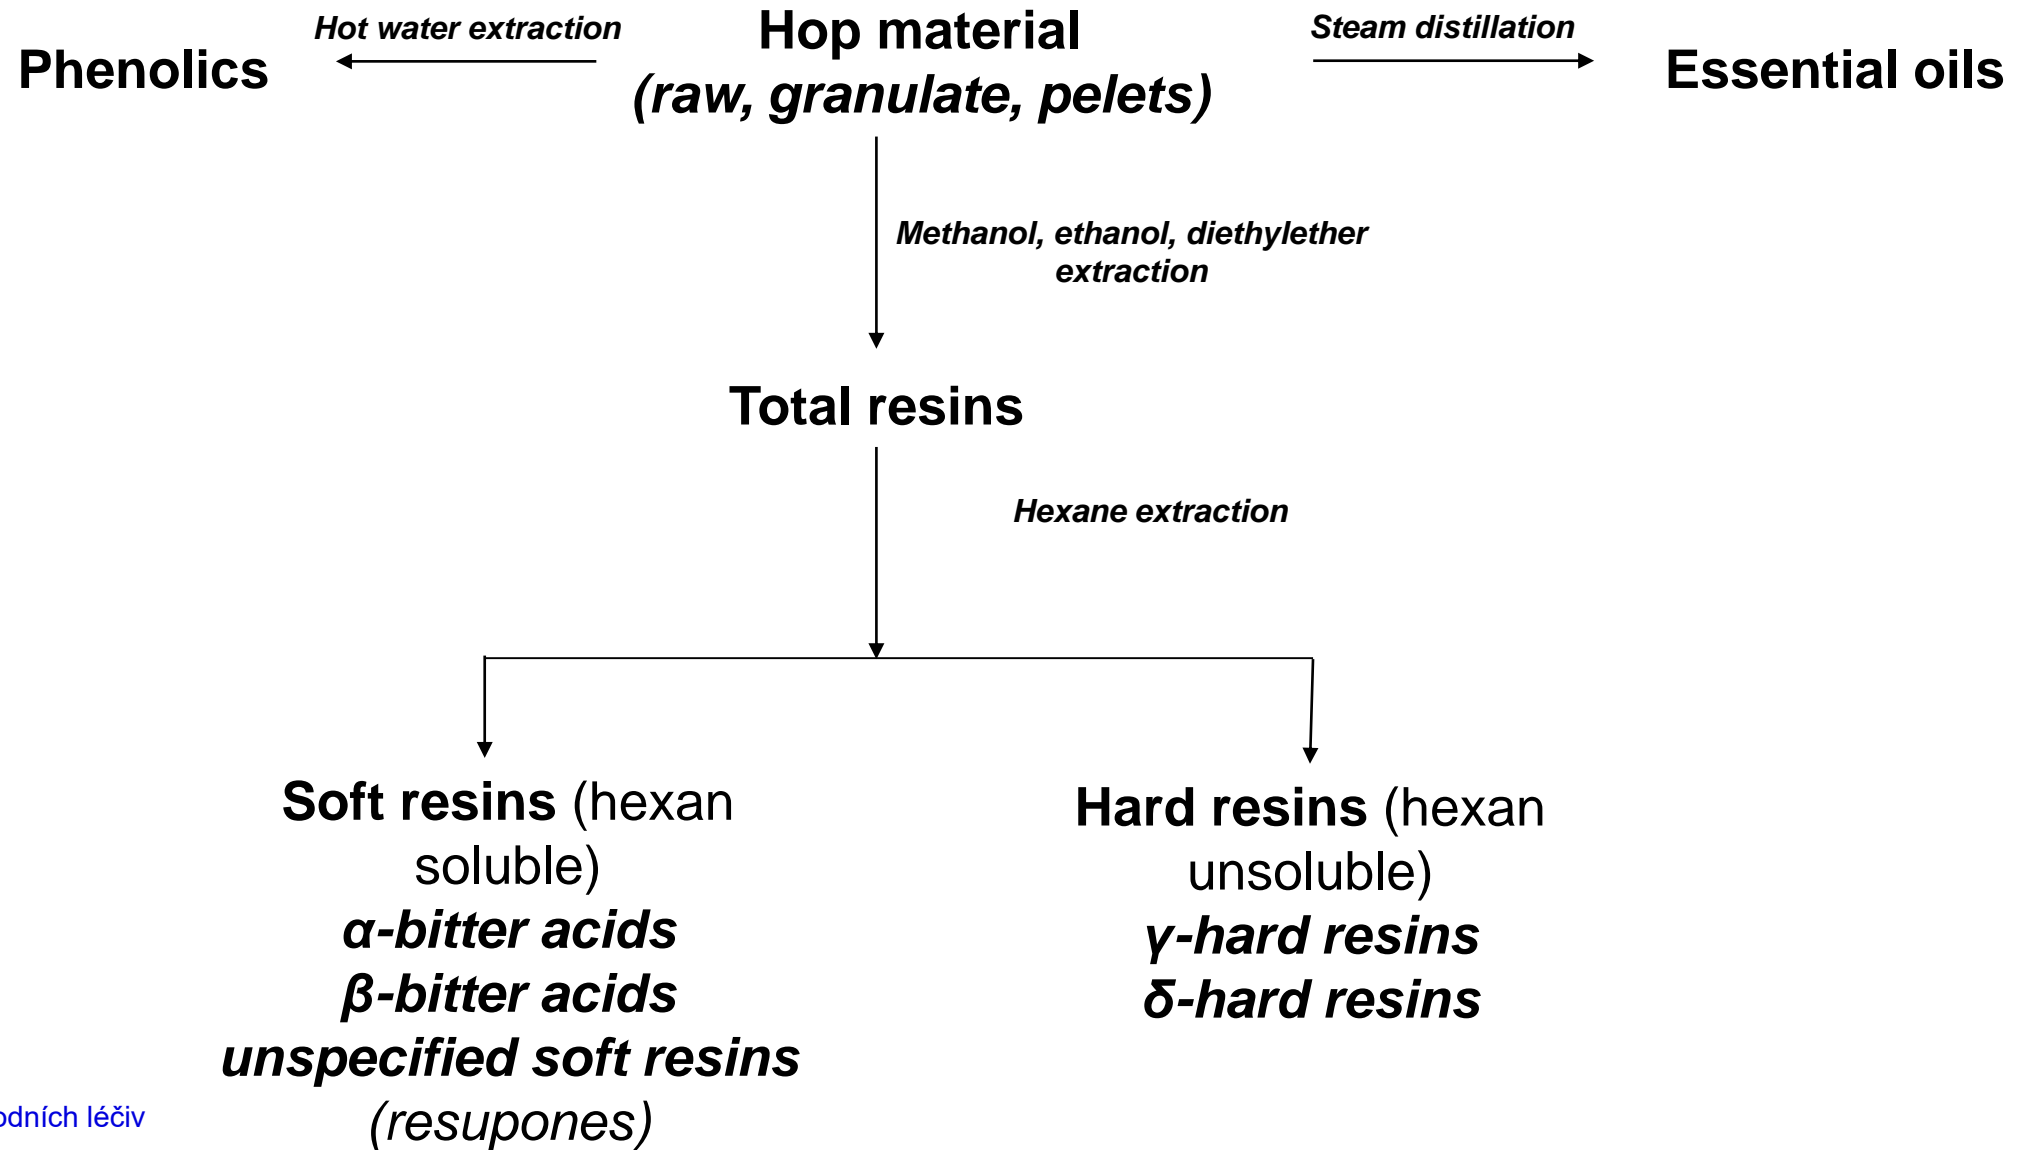 Hot water extraction
Hop material
Steam distillation
Phenolics
(raw, granulate, pelets)
Essential oils
Methanol, ethanol, diethylether
extraction
Total resins
Hexane extraction
Soft resins (hexan
soluble)
α-bitter acids
β-bitter acids
unspecified soft resins
(resupones)
Hard resins (hexan
unsoluble)
γ-hard resins
δ-hard resins
odních léčiv